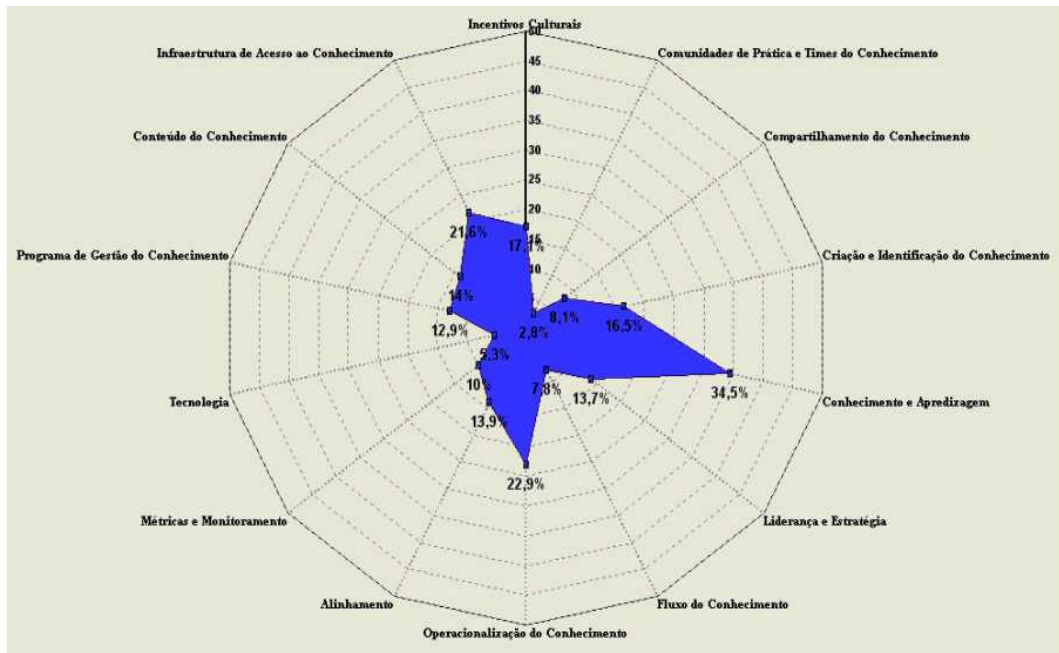 Incentivos Culturais
60
Infraestrutura de Acesso ao Conhecimento
Comunidades de Prática e Times do Conhecimento
45
40
Conteúdo do Conhecimento
Compartilhamento do Conhecimento
35
30
25
20
21,6%
17,1%
15
Programa de Gestão do Conhecimento
Criação e Identificação do Conhecimento
10
14%
5
8,1%
16,5%
12,9%
2,8%
5,3%
10%
7,8%
13,7%
34,5%
Tecnologia
Conhecimento e Apredizagem
13,9%
22,9%
Métricas e Monitoramento
Liderança e Estratégia
Alinhamento
Fluxo do Conhecimento
Operacionalização do Conhecimento